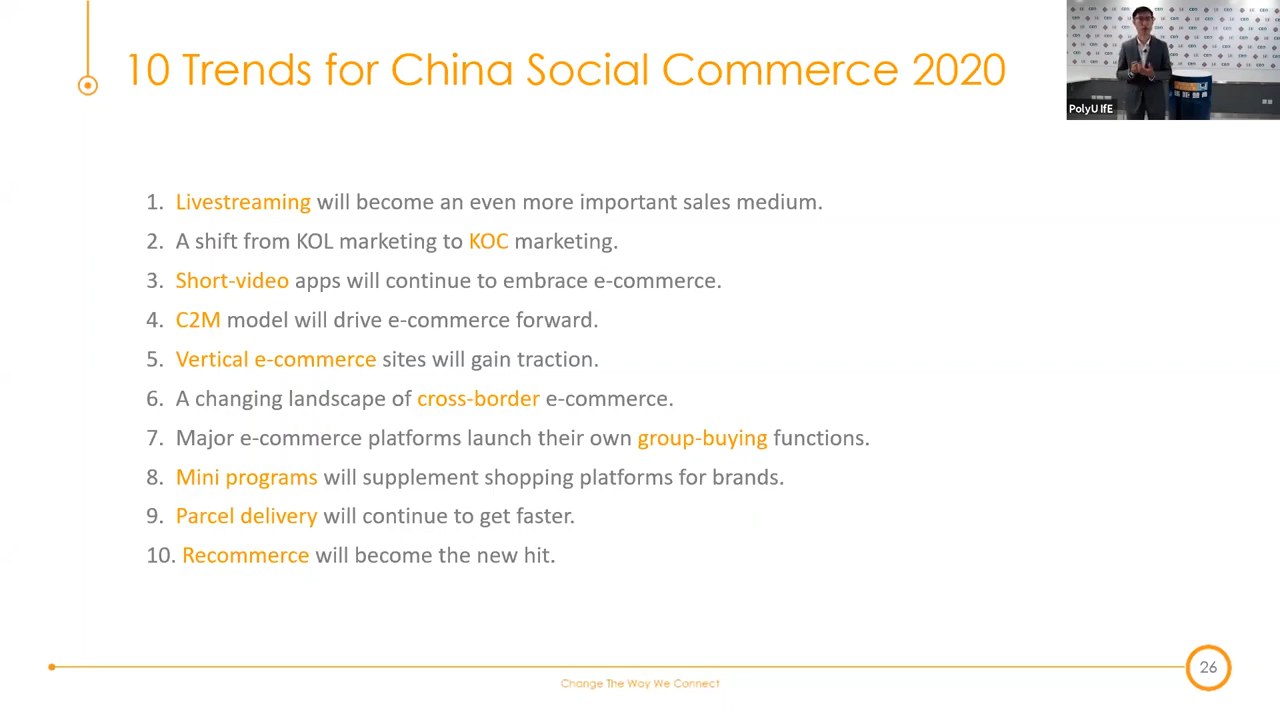 10 Trends for China Social Commerce 2020
PolyU IfE
1. Livestreaming will become an even more important sales medium.
2. A shift from KOL marketing to KOC marketing.
3. Short-video apps will continue to embrace e-commerce.
4. C2M model will drive e-commerce forward.
5. Vertical e-commerce sites will gain traction.
6. A changing landscape of cross-border e-commerce.
7. Major e-commerce platforms launch their own group-buying functions.
8. Mini programs will supplement shopping platforms for brands.
9. Parcel delivery will continue to get faster.
10. Recommerce will become the new hit.
26
Change The Way We Connect